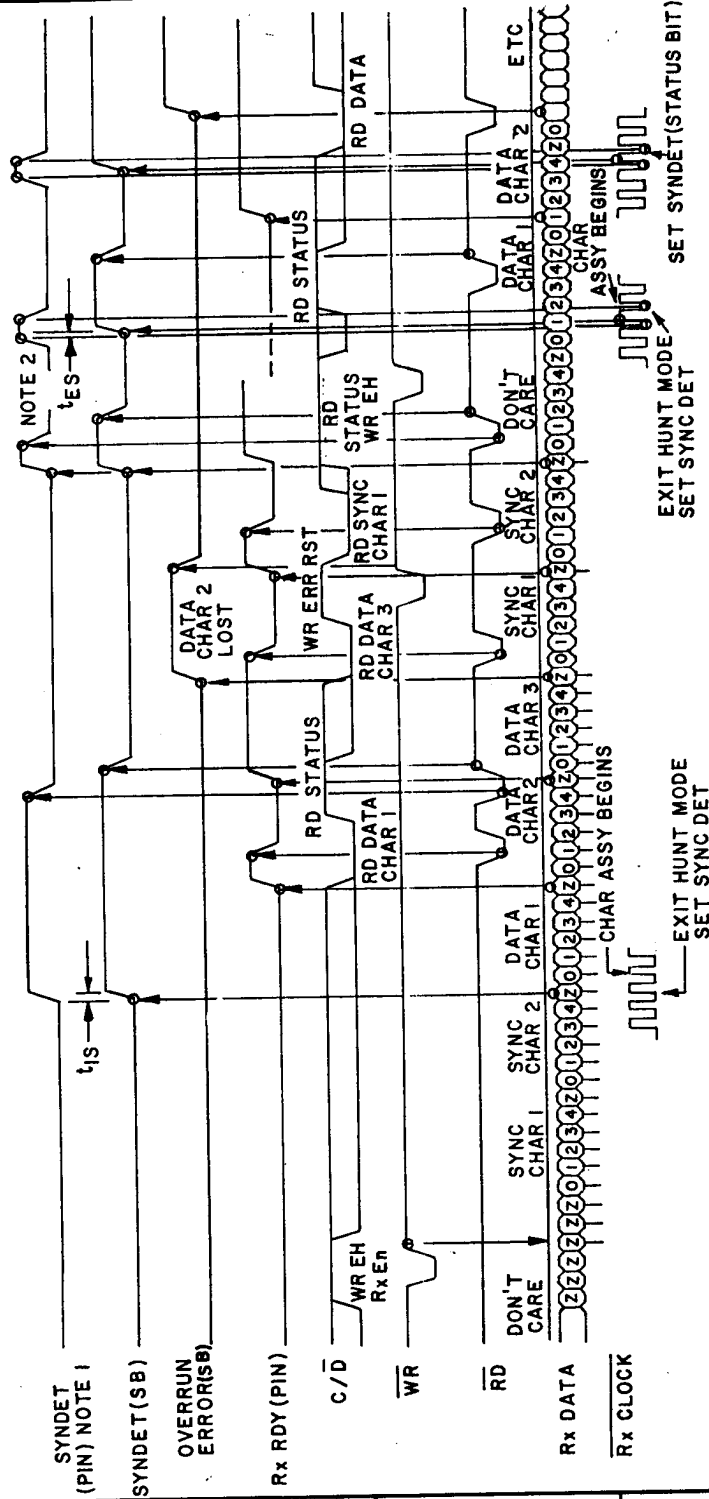 SYNDET
(PIN) NOTE 1
t_IS
NOTE 2
t_ES
SYNDET(SB)
OVERRUN
ERROR(SB)
DATA
CHAR 2
LOST
Rx RDY(PIN)
RD STATUS
WR ERR RST
RD STATUS
C/D̅
WR EH
Rx En
RD DATA
CHAR 1
RD DATA
CHAR 3
RD SYNC
CHAR 1
RD
STATUS
WR EH
RD DATA
W̅R̅
R̅D̅
DON'T
CARE
SYNC
CHAR 1
SYNC
CHAR 2
DATA
CHAR 1
DATA
CHAR 2
DATA
CHAR 3
SYNC
CHAR 1
SYNC
CHAR 2
DON'T
CARE
DATA
CHAR 1
DATA
CHAR 2
ETC
Rx DATA
ZZZZZZZ01234Z01234Z01234Z01234Z01234Z01234Z01234Z01234Z01234Z01234Z0
R̅x̅ C̅L̅O̅C̅K̅
CHAR ASSY BEGINS
EXIT HUNT MODE
SET SYNC DET
CHAR
ASSY BEGINS
EXIT HUNT MODE
SET SYNC DET
SET SYNDET(STATUS BIT)